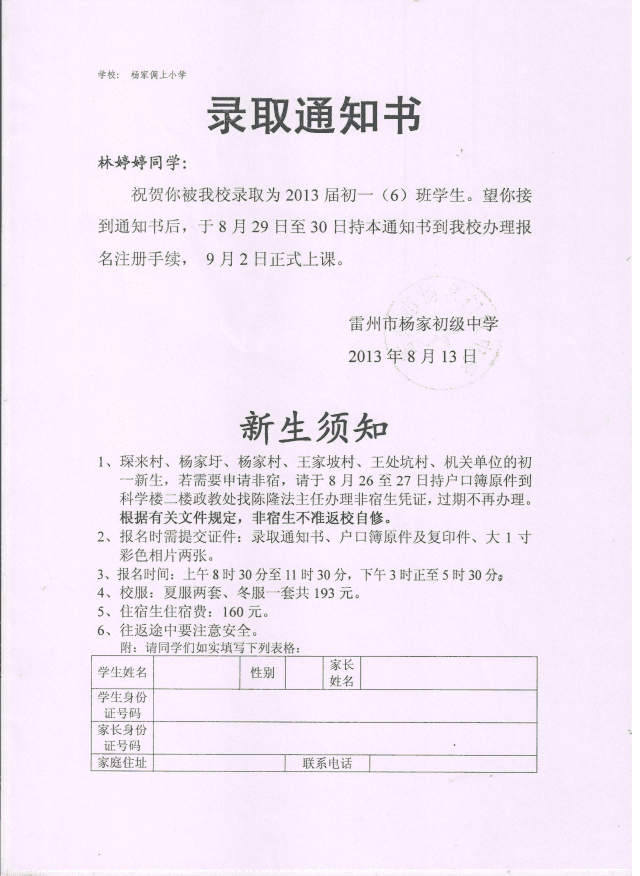 学校： 杨家倜上小学
录取通知书
林婷婷同学：
祝贺你被我校录取为 2013 届初一（6）班学生。望你接
到通知书后，于 8 月 29 日至 30 日持本通知书到我校办理报
名注册手续， 9 月 2 日正式上课。
雷州市杨家初级中学
2013 年 8 月 13 日
新生须知
1、琛来村、杨家圩、杨家村、王家坡村、王处坑村、机关单位的初
一新生，若需要申请非宿，请于 8 月 26 至 27 日持户口簿原件到
科学楼二楼政教处找陈隆法主任办理非宿生凭证，过期不再办理。
根据有关文件规定，非宿生不准返校自修。
2、报名时需提交证件：录取通知书、户口簿原件及复印件、大 1 寸
彩色相片两张。
3、报名时间：上午 8 时 30 分至 11 时 30 分，下午 3 时正至 5 时 30 分。
4、校服：夏服两套、冬服一套共 193 元。
5、住宿生住宿费：160 元。
6、往返途中要注意安全。
附：请同学们如实填写下列表格：
学生姓名 性别 家长
姓名
学生身份
证号码
家长身份
证号码
家庭住址 联系电话